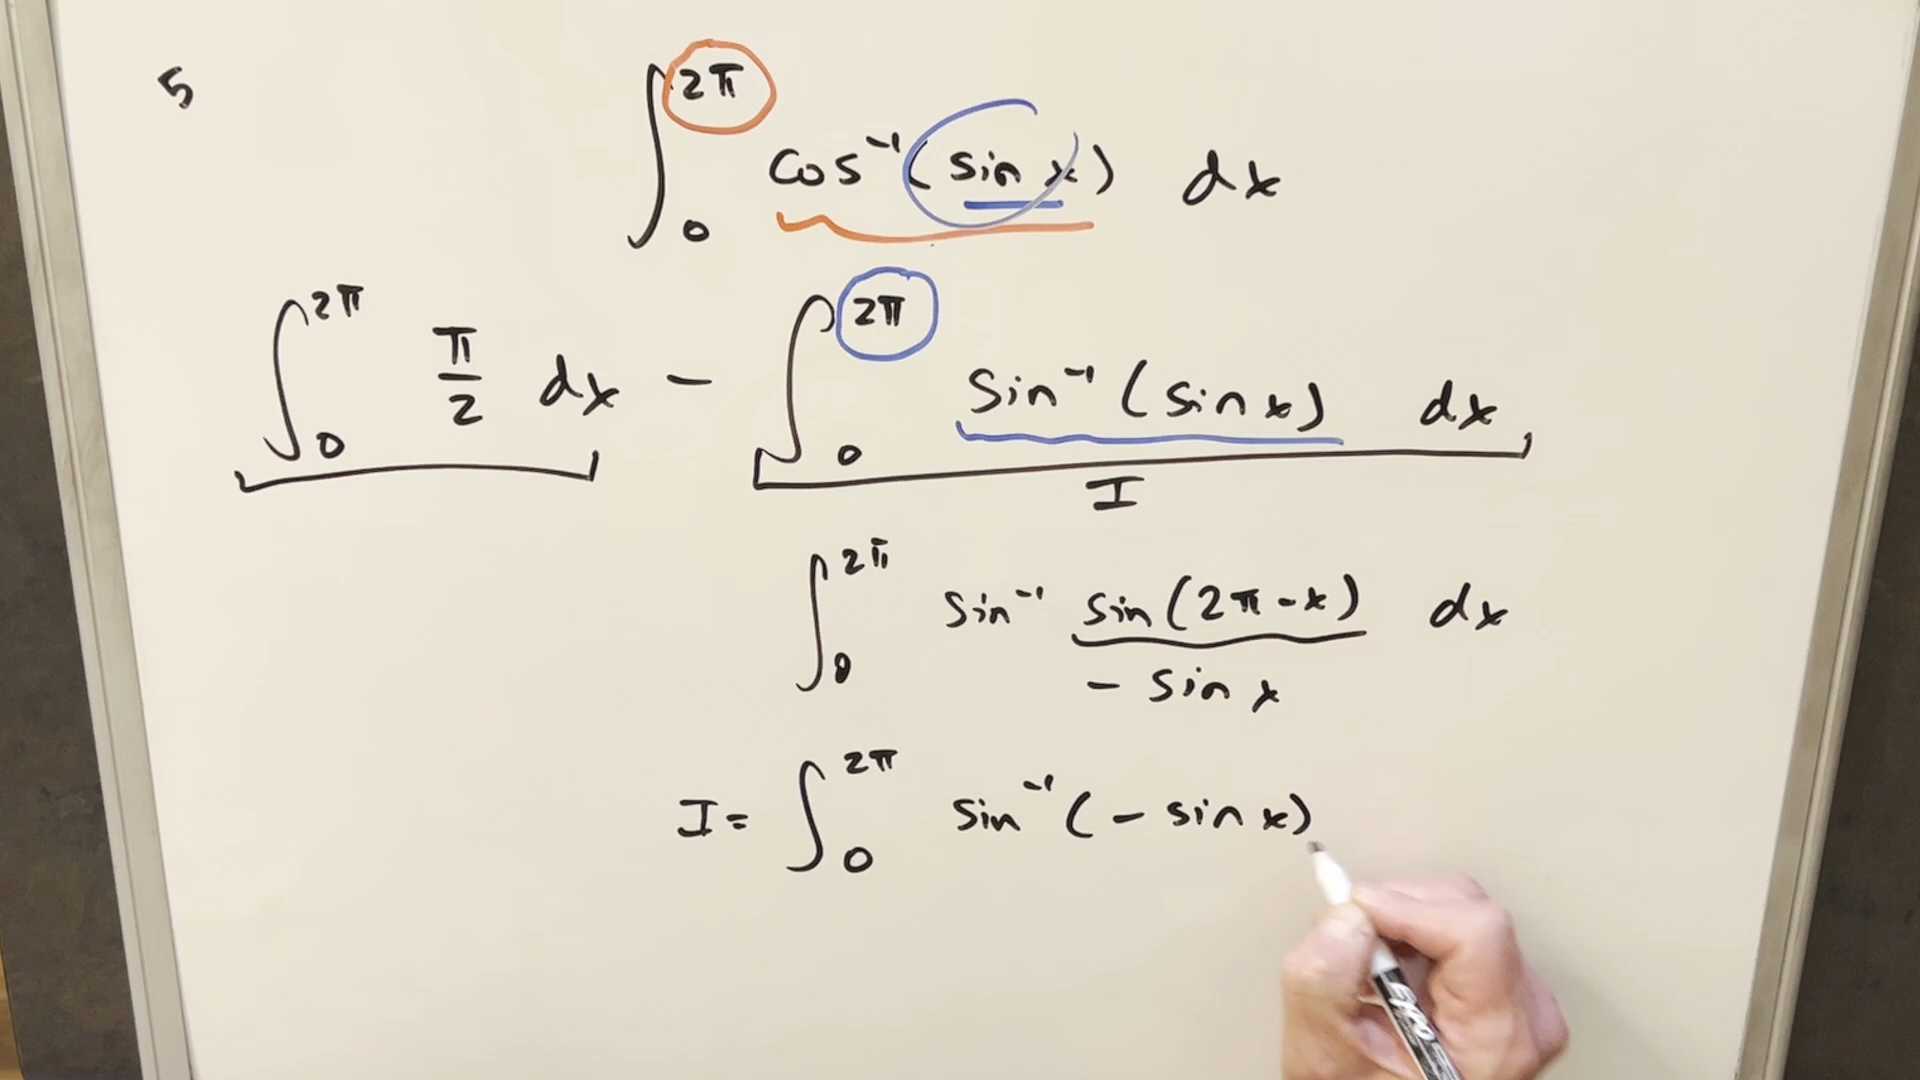 5
∫₀^2π cos⁻¹(sin x) dx
∫₀^2π π/2 dx − ∫₀^2π sin⁻¹(sin x) dx
I
∫₀^2π sin⁻¹ sin(2π-x) dx
− sin x
I= ∫₀^2π sin⁻¹(− sin x)
EXPO